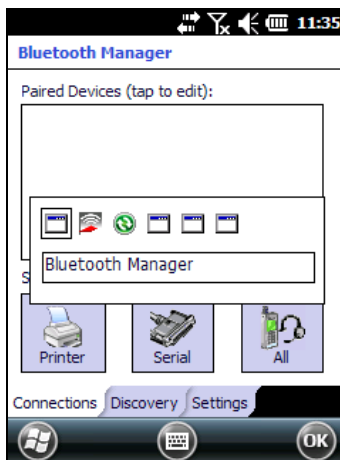 11:35
Bluetooth Manager
Paired Devices (tap to edit):
Bluetooth Manager
S
Printer Serial All
Connections Discovery Settings
OK